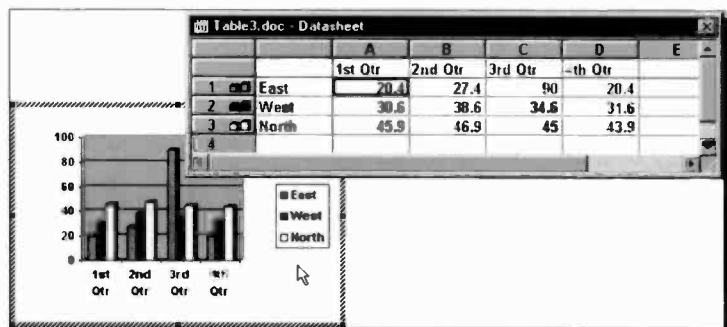 Table3.doc - Datasheet
A B C D E
1st Qtr 2nd Qtr 3rd Qtr Qtr
1 East 20.4 27.4 90 20.4
2 West 30.6 38.6 34.6 31.6
3 North 45.9 46.9 45 43.9
4
100
80
60
40
20
0
1st 2nd 3rd
Qtr Qtr Qtr Qtr
East
West
North